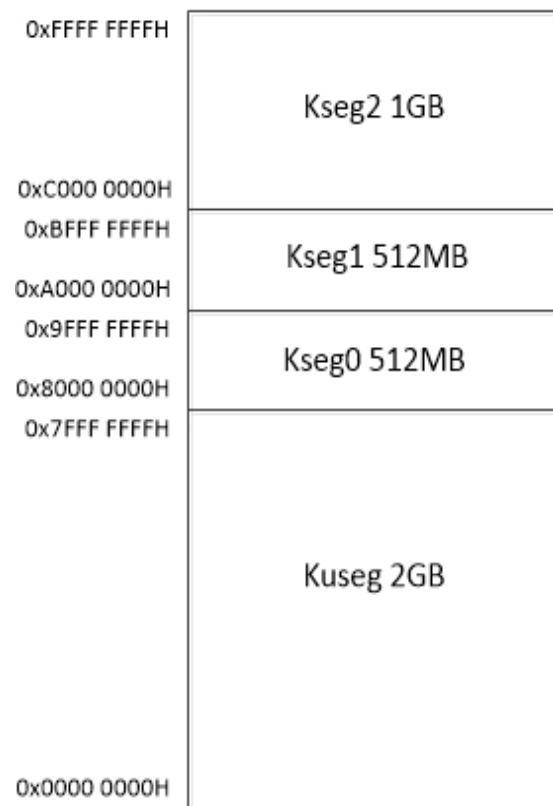 0xFFFF FFFFH
Kseg2 1GB
0xC000 0000H
0xBFFF FFFFH
Kseg1 512MB
0xA000 0000H
0x9FFF FFFFH
Kseg0 512MB
0x8000 0000H
0x7FFF FFFFH
Kuseg 2GB
0x0000 0000H